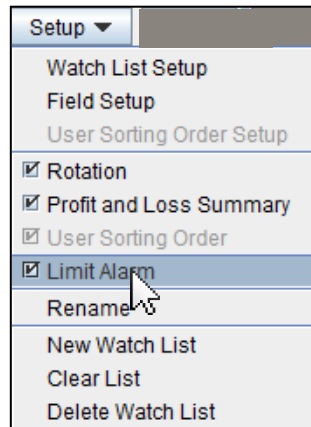 Setup
Watch List Setup
Field Setup
User Sorting Order Setup
Rotation
Profit and Loss Summary
User Sorting Order
Limit Alarm
Rename
New Watch List
Clear List
Delete Watch List